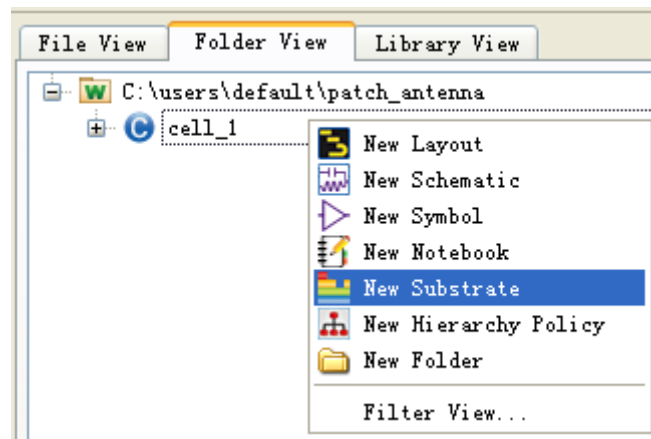 File View Folder View Library View
W C:\users\default\patch_antenna
C cell_1
New Layout
New Schematic
New Symbol
New Notebook
New Substrate
New Hierarchy Policy
New Folder
Filter View...